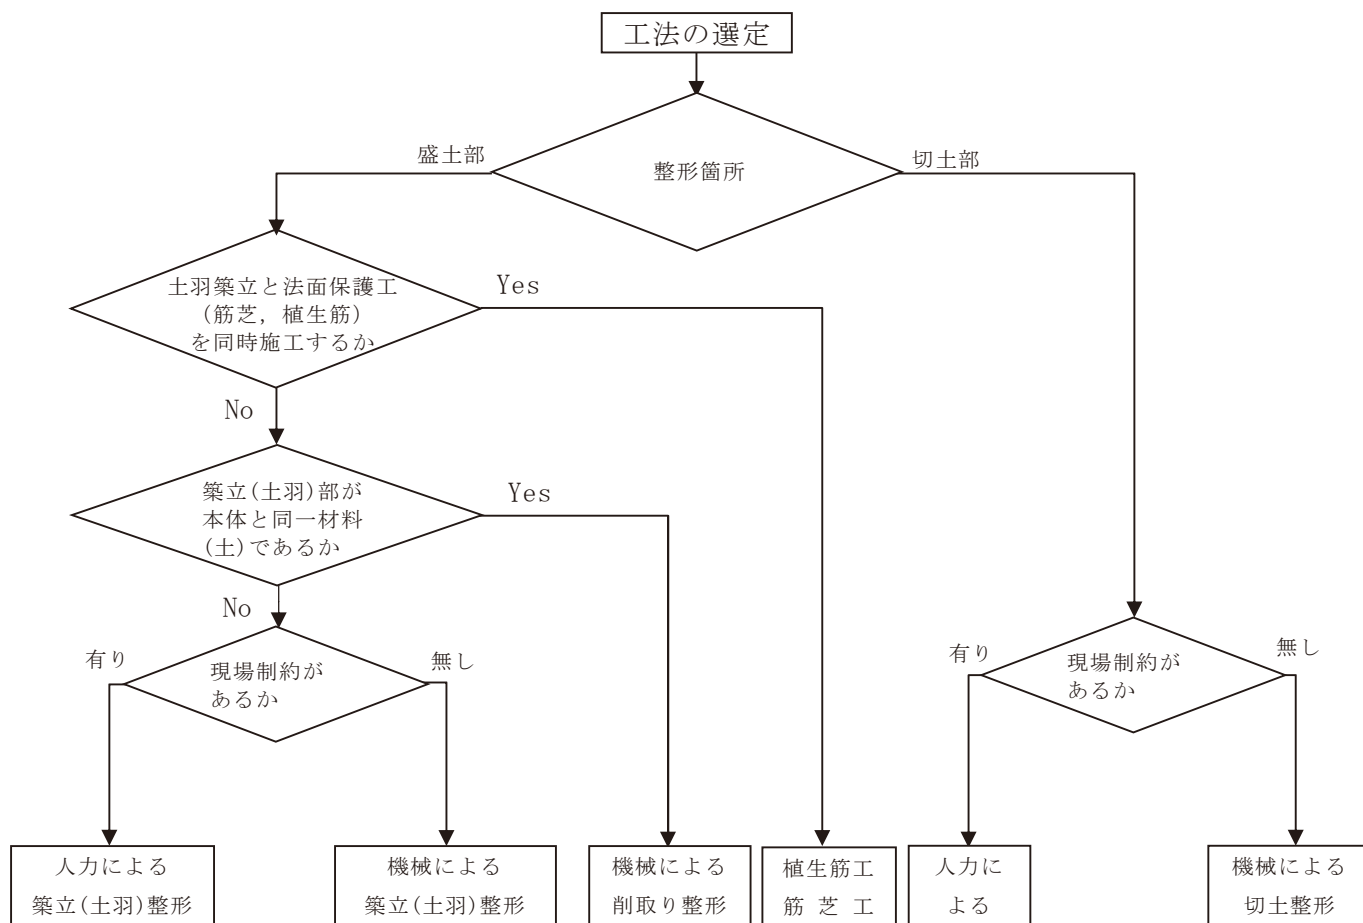 工法の選定
盛土部
整形箇所
切土部
土羽築立と法面保護工
(筋芝，植生筋)
を同時施工するか
Yes
No
築立(土羽)部が
本体と同一材料
(土)であるか
Yes
No
有り
現場制約が
あるか
無し
有り
現場制約が
あるか
無し
人力による
築立(土羽)整形
機械による
築立(土羽)整形
機械による
削取り整形
植生筋工
筋 芝 工
人力に
よる
機械による
切土整形